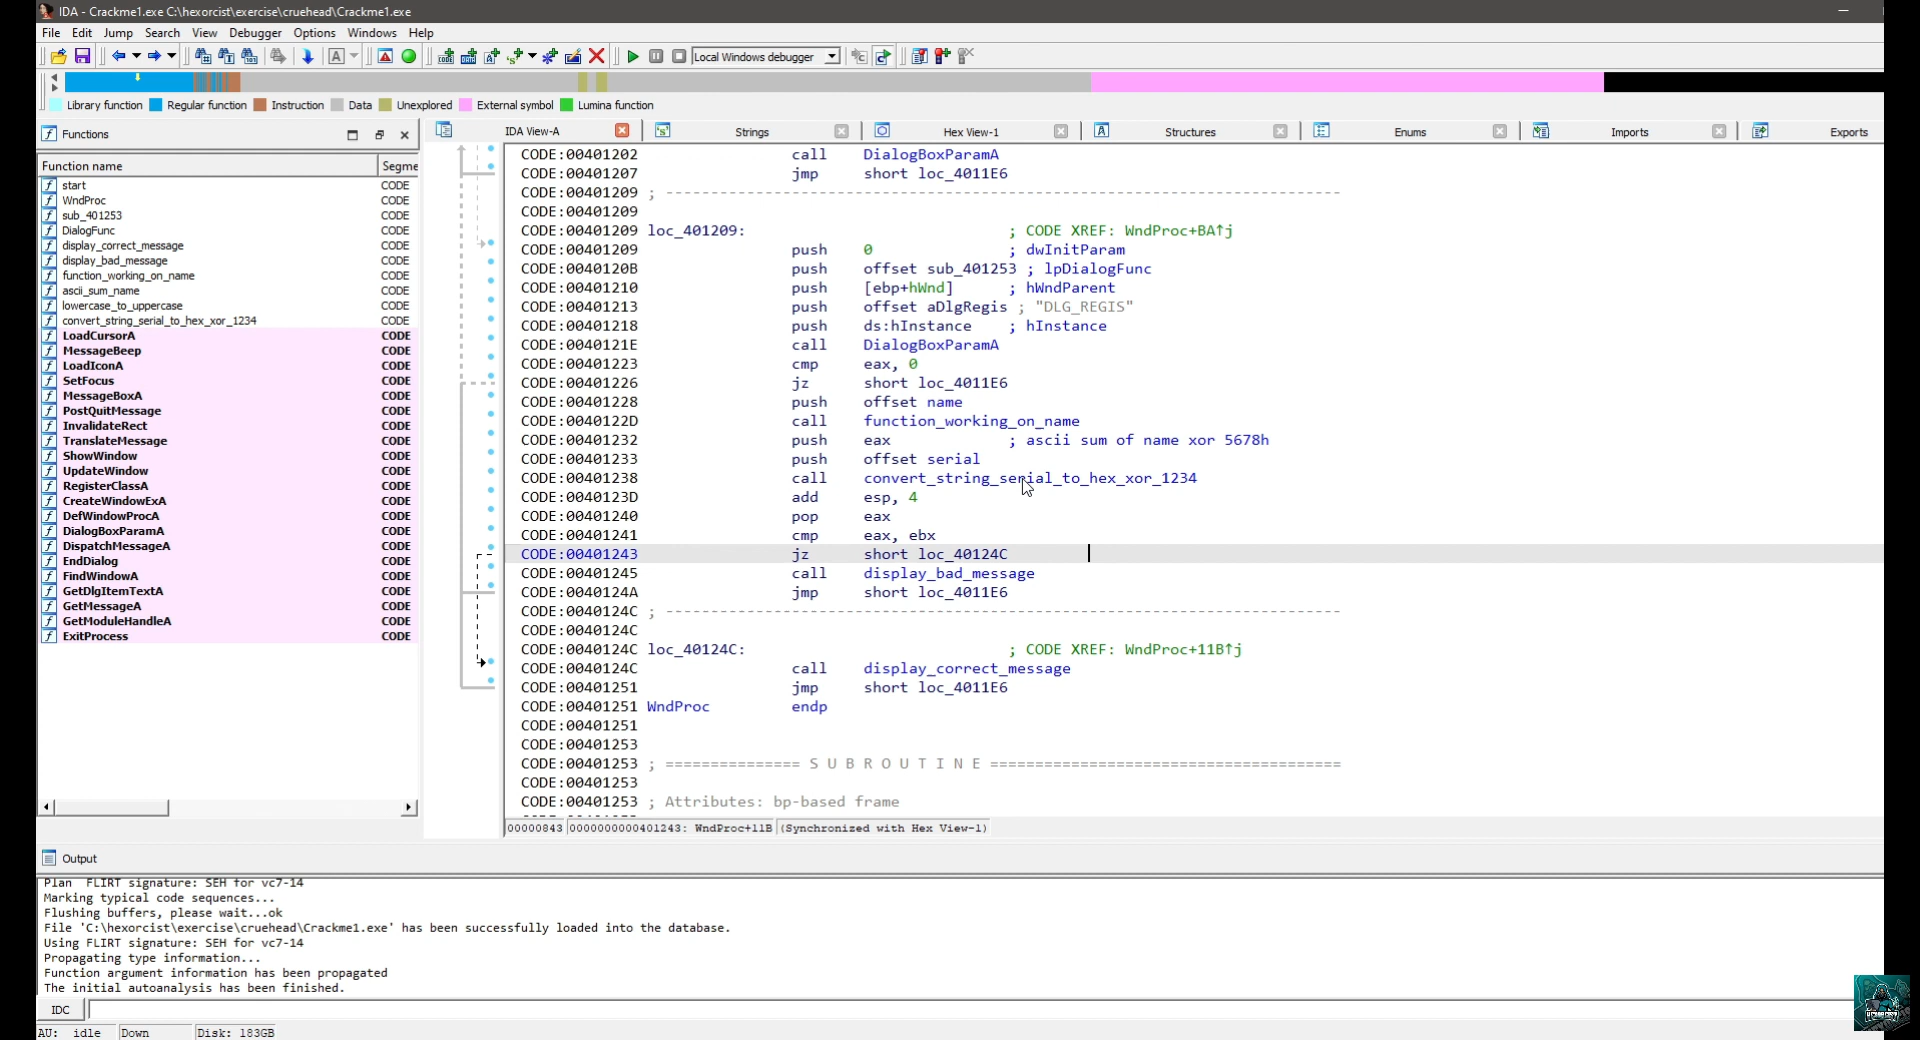 IDA - Crackme1.exe C:\hexorcist\exercise\cruehead\Crackme1.exe
File Edit Jump Search View Debugger Options Windows Help
Local Windows debugger
Library function Regular function Instruction Data Unexplored External symbol Lumina function
Functions
IDA View-A Strings Hex View-1 Structures Enums Imports Exports
Function name Segme
start CODE
WndProc CODE
sub_401253 CODE
DialogFunc CODE
display_correct_message CODE
display_bad_message CODE
function_working_on_name CODE
ascii_sum_name CODE
lowercase_to_uppercase CODE
convert_string_serial_to_hex_xor_1234 CODE
LoadCursorA CODE
MessageBeep CODE
LoadIconA CODE
SetFocus CODE
MessageBoxA CODE
PostQuitMessage CODE
InvalidateRect CODE
TranslateMessage CODE
ShowWindow CODE
UpdateWindow CODE
RegisterClassA CODE
CreateWindowExA CODE
DefWindowProcA CODE
DialogBoxParamA CODE
DispatchMessageA CODE
EndDialog CODE
FindWindowA CODE
GetDlgItemTextA CODE
GetMessageA CODE
GetModuleHandleA CODE
ExitProcess CODE
CODE:00401202 call DialogBoxParamA
CODE:00401207 jmp short loc_4011E6
CODE:00401209 ; ---------------------------------------------------------------------------
CODE:00401209
CODE:00401209 loc_401209: ; CODE XREF: WndProc+BA↑j
CODE:00401209 push 0 ; dwInitParam
CODE:0040120B push offset sub_401253 ; lpDialogFunc
CODE:00401210 push [ebp+hWnd] ; hWndParent
CODE:00401213 push offset aDlgRegis ; "DLG_REGIS"
CODE:00401218 push ds:hInstance ; hInstance
CODE:0040121E call DialogBoxParamA
CODE:00401223 cmp eax, 0
CODE:00401226 jz short loc_4011E6
CODE:00401228 push offset name
CODE:0040122D call function_working_on_name
CODE:00401232 push eax ; ascii sum of name xor 5678h
CODE:00401233 push offset serial
CODE:00401238 call convert_string_serial_to_hex_xor_1234
CODE:0040123D add esp, 4
CODE:00401240 pop eax
CODE:00401241 cmp eax, ebx
CODE:00401243 jz short loc_40124C
CODE:00401245 call display_bad_message
CODE:0040124A jmp short loc_4011E6
CODE:0040124C ; ---------------------------------------------------------------------------
CODE:0040124C
CODE:0040124C loc_40124C: ; CODE XREF: WndProc+11B↑j
CODE:0040124C call display_correct_message
CODE:00401251 jmp short loc_4011E6
CODE:00401251 WndProc endp
CODE:00401251
CODE:00401253
CODE:00401253 ; =============== S U B R O U T I N E =======================================
CODE:00401253
CODE:00401253 ; Attributes: bp-based frame
00000843 0000000000401243: WndProc+11B (Synchronized with Hex View-1)
Output
Plan FLIRT signature: SEH for vc7-14
Marking typical code sequences...
Flushing buffers, please wait...ok
File 'C:\hexorcist\exercise\cruehead\Crackme1.exe' has been successfully loaded into the database.
Using FLIRT signature: SEH for vc7-14
Propagating type information...
Function argument information has been propagated
The initial autoanalysis has been finished.
IDC
AU: idle Down Disk: 183GB